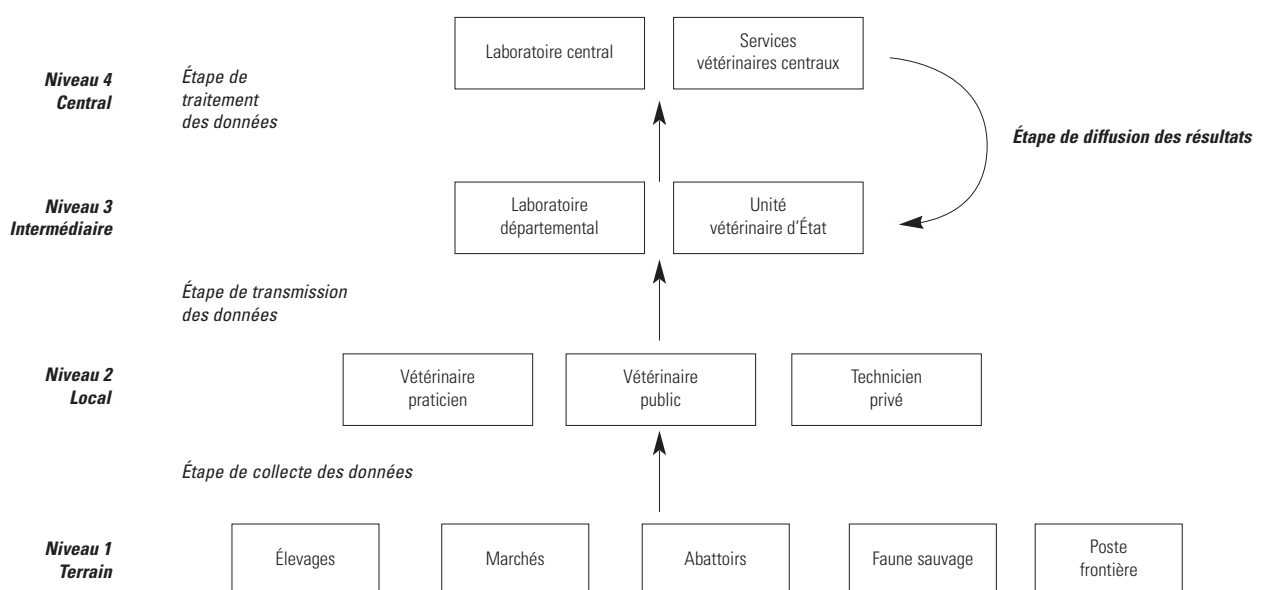 Niveau 4
Central
Étape de
traitement
des données
Laboratoire central
Services
vétérinaires centraux
Étape de diffusion des résultats
Niveau 3
Intermédiaire
Laboratoire
départemental
Unité
vétérinaire d'État
Étape de transmission
des données
Niveau 2
Local
Vétérinaire
praticien
Vétérinaire
public
Technicien
privé
Étape de collecte des données
Niveau 1
Terrain
Élevages
Marchés
Abattoirs
Faune sauvage
Poste
frontière